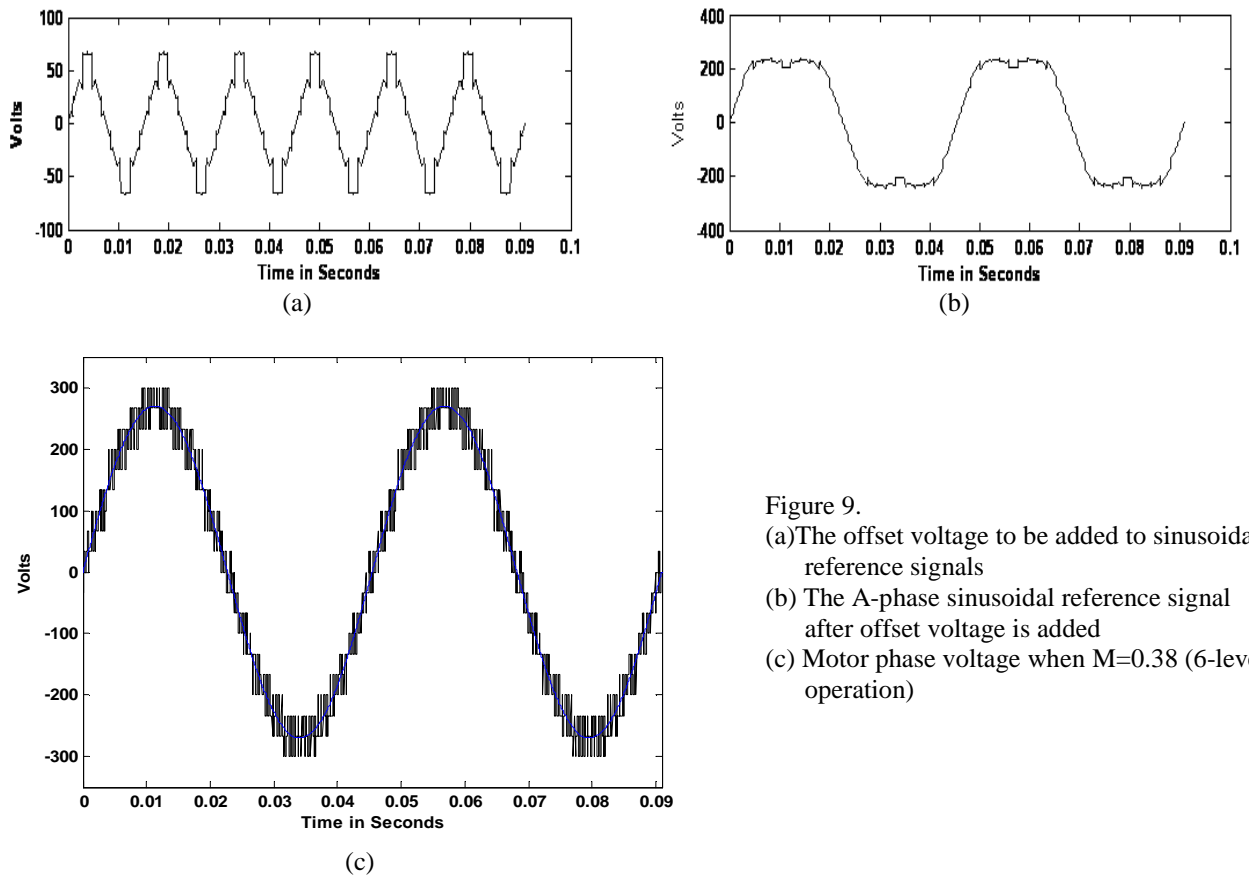 100
50
0
-50
-100
Volts
0 0.01 0.02 0.03 0.04 0.05 0.06 0.07 0.08 0.09 0.1
Time in Seconds
(a)
400
200
0
-200
-400
Volts
0 0.01 0.02 0.03 0.04 0.05 0.06 0.07 0.08 0.09 0.1
Time in Seconds
(b)
300
200
100
0
-100
-200
-300
Volts
0 0.01 0.02 0.03 0.04 0.05 0.06 0.07 0.08 0.09
Time in Seconds
(c)
Figure 9.
(a)The offset voltage to be added to sinusoida
reference signals
(b) The A-phase sinusoidal reference signal
after offset voltage is added
(c) Motor phase voltage when M=0.38 (6-leve
operation)